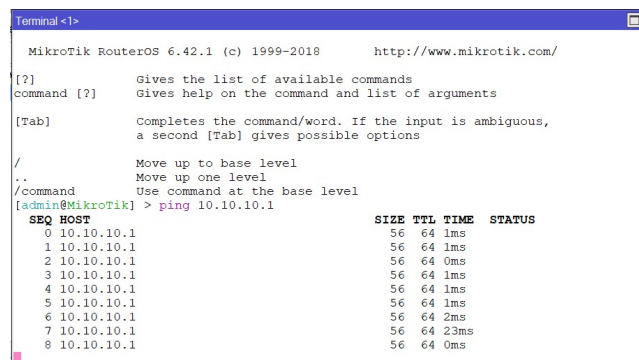 Terminal <1>
MikroTik RouterOS 6.42.1 (c) 1999-2018 http://www.mikrotik.com/
[?] Gives the list of available commands
command [?] Gives help on the command and list of arguments
[Tab] Completes the command/word. If the input is ambiguous,
a second [Tab] gives possible options
/ Move up to base level
.. Move up one level
/command Use command at the base level
[admin@MikroTik] > ping 10.10.10.1
SEQ HOST SIZE TTL TIME STATUS
0 10.10.10.1 56 64 1ms
1 10.10.10.1 56 64 1ms
2 10.10.10.1 56 64 0ms
3 10.10.10.1 56 64 1ms
4 10.10.10.1 56 64 1ms
5 10.10.10.1 56 64 1ms
6 10.10.10.1 56 64 2ms
7 10.10.10.1 56 64 23ms
8 10.10.10.1 56 64 0ms